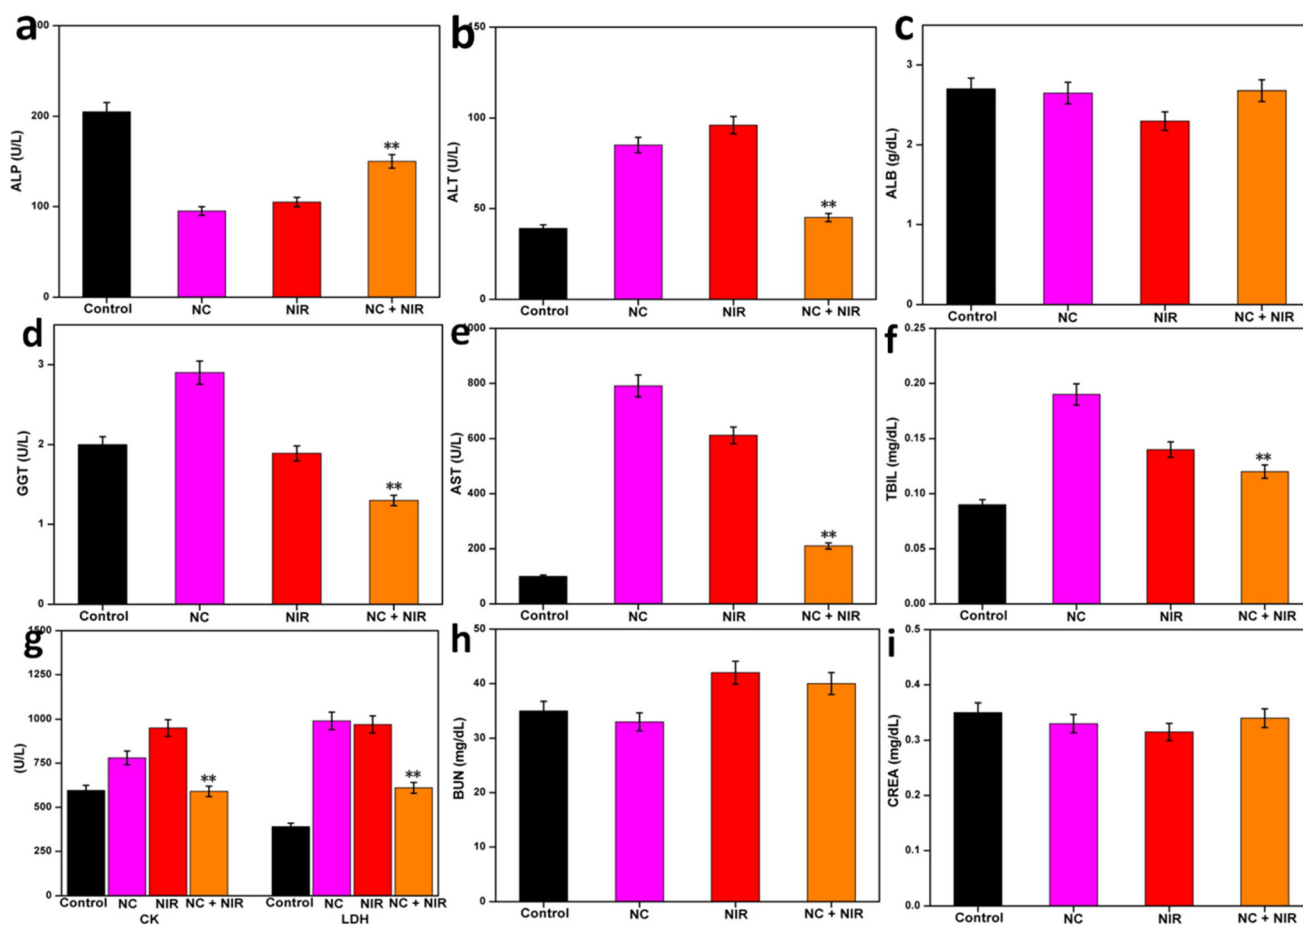 a
ALP (U/L)
300
200
100
0
Control NC NIR NC + NIR
**
b
ALT (U/L)
150
100
50
0
Control NC NIR NC + NIR
**
c
ALB (g/dL)
3
2
1
0
Control NC NIR NC + NIR
d
GGT (U/L)
3
2
1
0
Control NC NIR NC + NIR
**
e
AST (U/L)
1000
800
600
400
200
0
Control NC NIR NC + NIR
**
f
TBIL (mg/dL)
0.25
0.20
0.15
0.10
0.05
0.00
Control NC NIR NC + NIR
**
g
(U/L)
1500
1250
1000
750
500
250
0
** **
Control NC NIR NC + NIR Control NC NIR NC + NIR
CK LDH
h
BUN (mg/dL)
50
40
30
20
10
0
Control NC NIR NC + NIR
i
CREA (mg/dL)
0.5
0.4
0.3
0.2
0.1
0.0
Control NC NIR NC + NIR